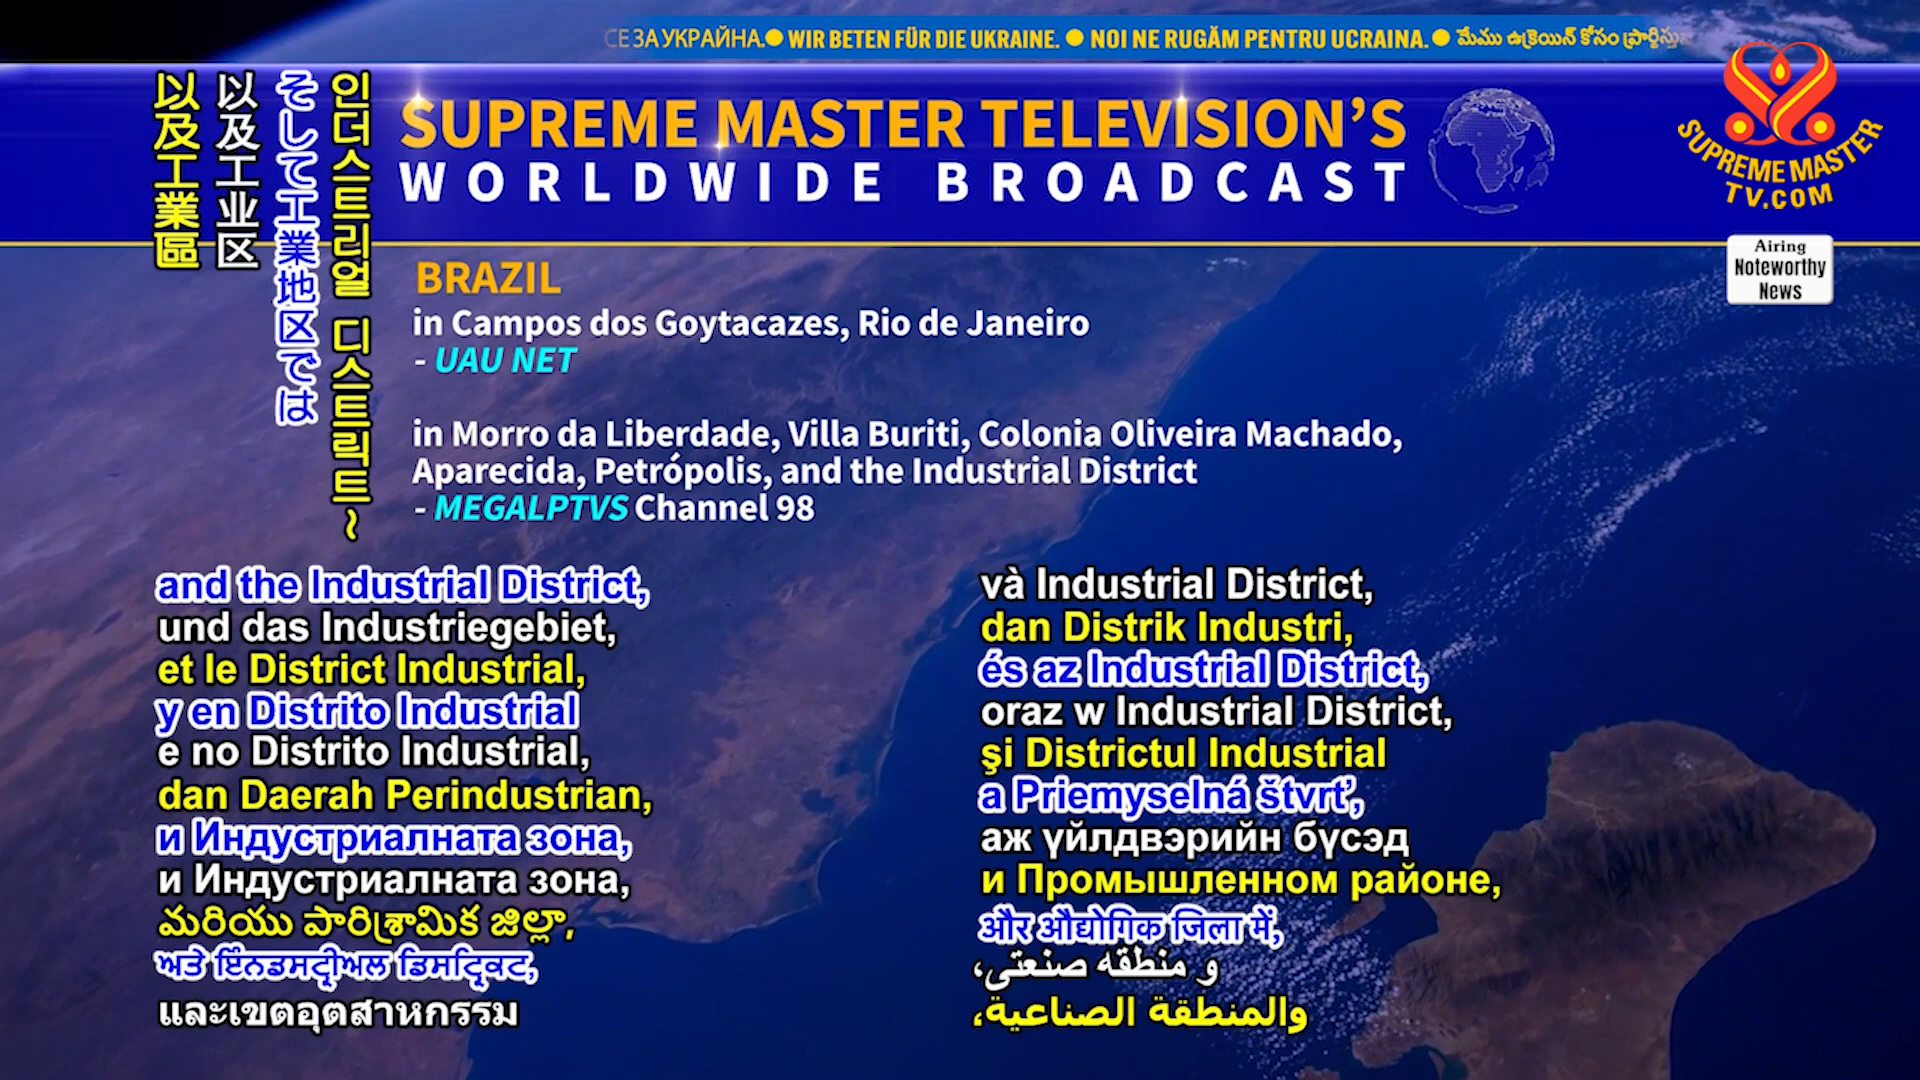 СЕ ЗА УКРАЙНА. ● WIR BETEN FÜR DIE UKRAINE. ● NOI NE RUGĂM PENTRU UCRAINA. ● మేము ఉక్రెయిన్ కోసం
SUPREME MASTER TELEVISION’S
WORLDWIDE BROADCAST
SUPREME MASTER
TV.COM
Airing
Noteworthy
News
인더스트리얼 디스트릭트~
そして工業地区では
以及工业区
以及工業區
BRAZIL
in Campos dos Goytacazes, Rio de Janeiro
- UAU NET
in Morro da Liberdade, Villa Buriti, Colonia Oliveira Machado,
Aparecida, Petrópolis, and the Industrial District
- MEGALPTVS Channel 98
and the Industrial District,
und das Industriegebiet,
et le District Industrial,
y en Distrito Industrial
e no Distrito Industrial,
dan Daerah Perindustrian,
и Индустриалната зона,
и Индустриалната зона,
మరియు పారిశ్రామిక జిల్లా,
ਅਤੇ ਇੰਨਡਸਟ੍ਰੀਅਲ ਡਿਸਟ੍ਰਿਕਟ,
และเขตอุตสาหกรรม
và Industrial District,
dan Distrik Industri,
és az Industrial District,
oraz w Industrial District,
şi Districtul Industrial
a Priemyselná štvrť,
аж үйлдвэрийн бүсэд
и Промышленном районе,
और औद्योगिक जिला में,
و منطقه صنعتی،
والمنطقة الصناعية،